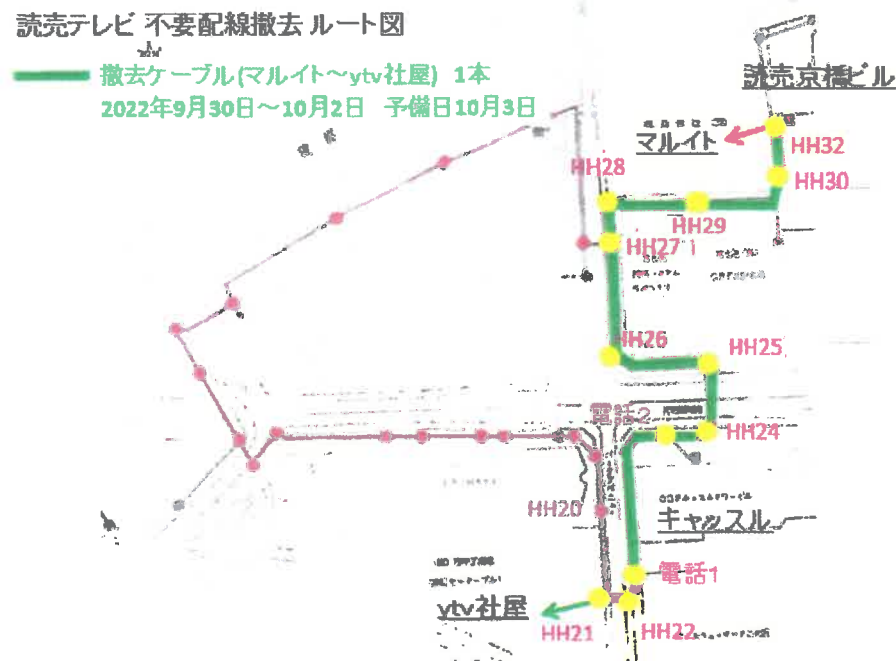 読売テレビ 不要配線撤去 ルート図
撤去ケーブル(マルイト～ytv社屋) 1本
2022年9月30日～10月2日 予備日10月3日
読売京橋ビル
マルイト
HH32
HH28
HH30
HH29
HH27
HH26
HH25
電話2
HH24
HH20
キャッスル
電話1
ytv社屋
HH21
HH22